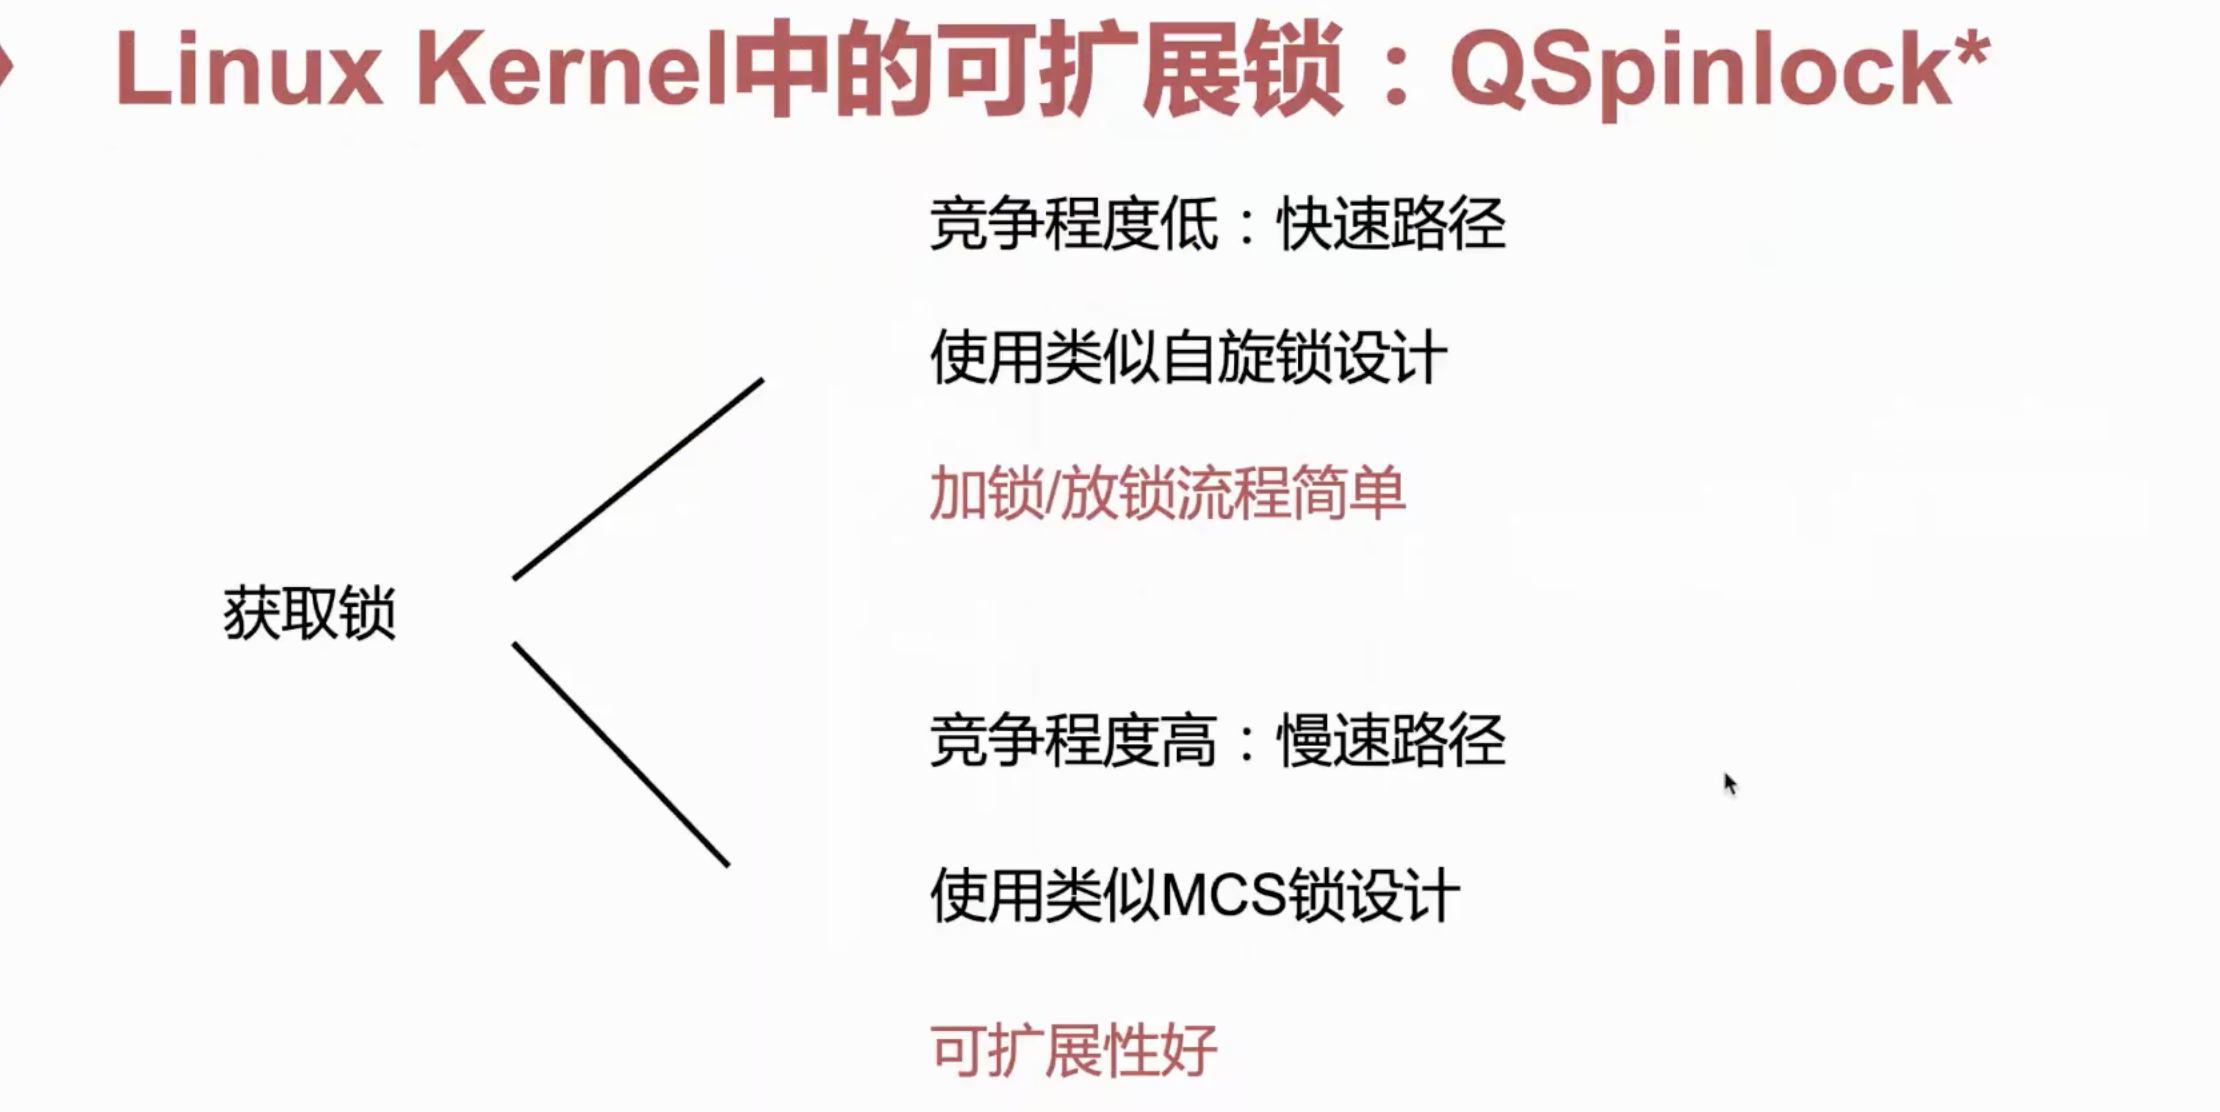 Linux Kernel中的可扩展锁：QSpinlock*
竞争程度低：快速路径
使用类似自旋锁设计
加锁/放锁流程简单
获取锁
竞争程度高：慢速路径
使用类似MCS锁设计
可扩展性好